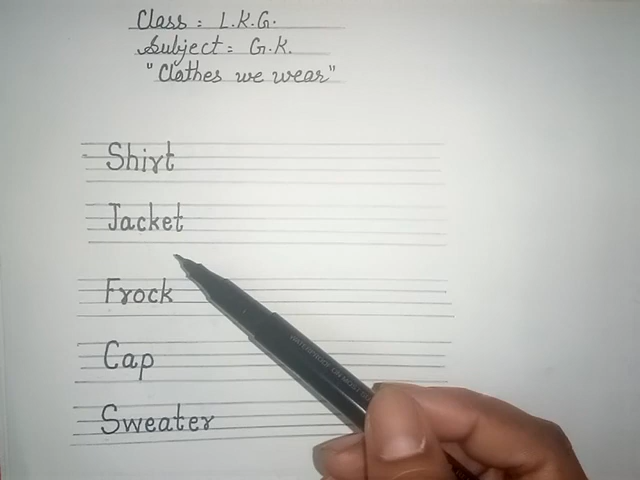 Class : L.K.G.
Subject : G.K.
"Clothes we wear"
Shirt
Jacket
Frock
Cap
Sweater